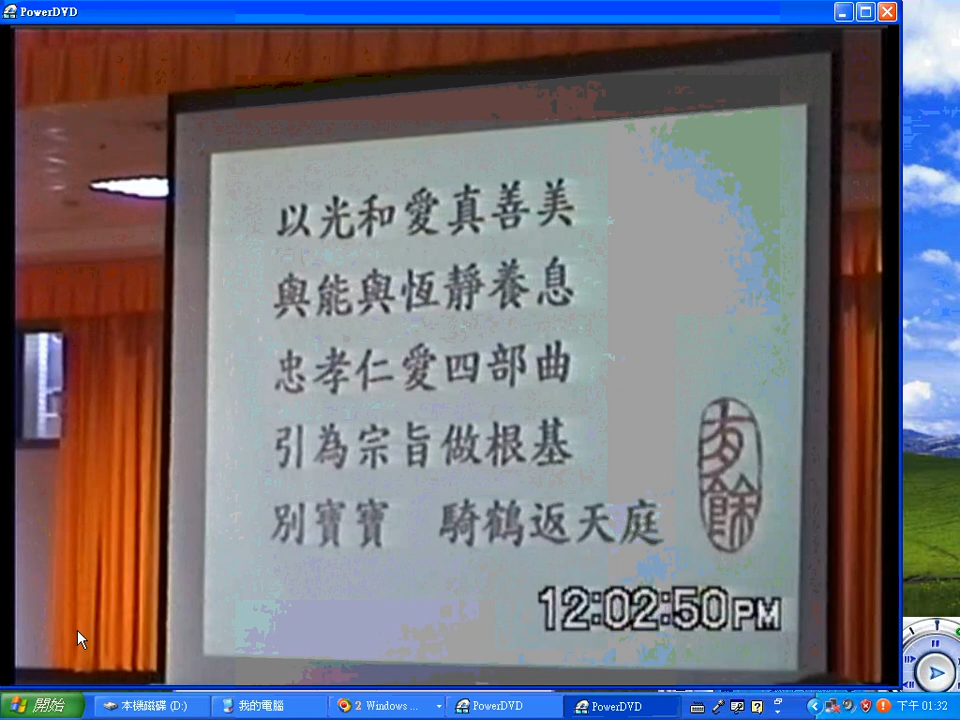 PowerDVD
以光和愛真善美
與能與恆靜養息
忠孝仁愛四部曲
引為宗旨做根基
別寶寶　騎鶴返天庭
有餘
12:02:50PM
開始
本機磁碟 (D:)
我的電腦
2 Windows ...
PowerDVD
PowerDVD
下午 01:32